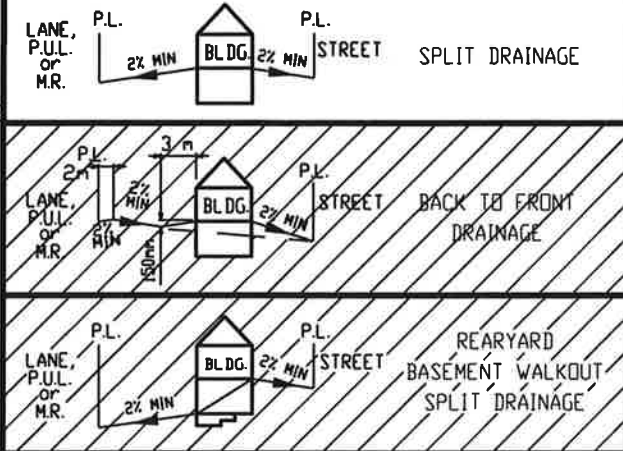 P.L.
P.L.
LANE,
P.U.L.
or
M.R.
2% MIN
BLDG.
2% MIN
STREET
SPLIT DRAINAGE
P.L.
2m
3 m
P.L.
LANE,
P.U.L.
or
M.R.
2% MIN
2% MIN
150mm
BLDG.
2% MIN
STREET
BACK TO FRONT
DRAINAGE
P.L.
P.L.
LANE,
P.U.L.
or
M.R.
2% MIN
BLDG.
2% MIN
STREET
REARYARD
BASEMENT WALKOUT
SPLIT DRAINAGE